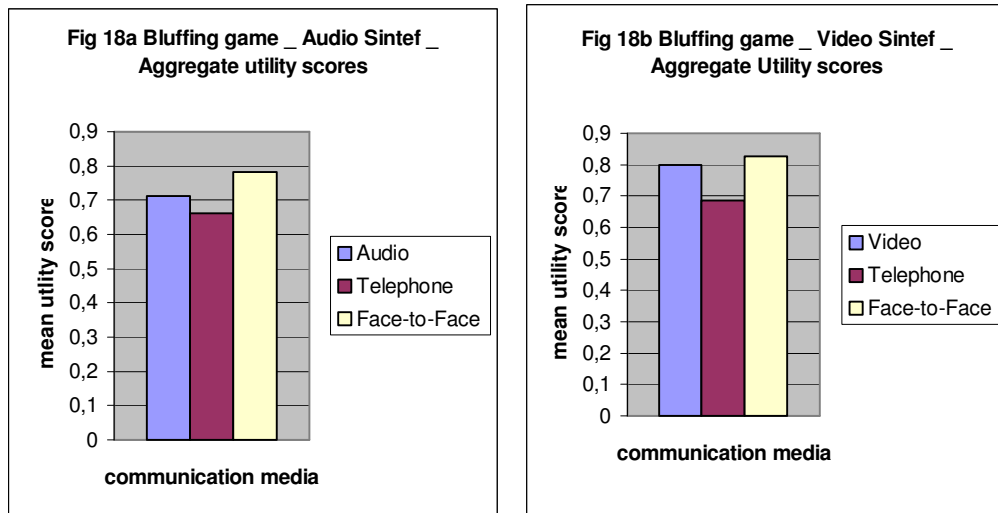 Fig 18a Bluffing game _ Audio Sintef _
Aggregate utility scores
0,9
0,8
0,7
0,6
0,5
0,4
0,3
0,2
0,1
0
mean utlity score
communication media
Audio
Telephone
Face-to-Face
Fig 18b Bluffing game _ Video Sintef _
Aggregate Utility scores
0,9
0,8
0,7
0,6
0,5
0,4
0,3
0,2
0,1
0
mean utility score
communication media
Video
Telephone
Face-to-Face